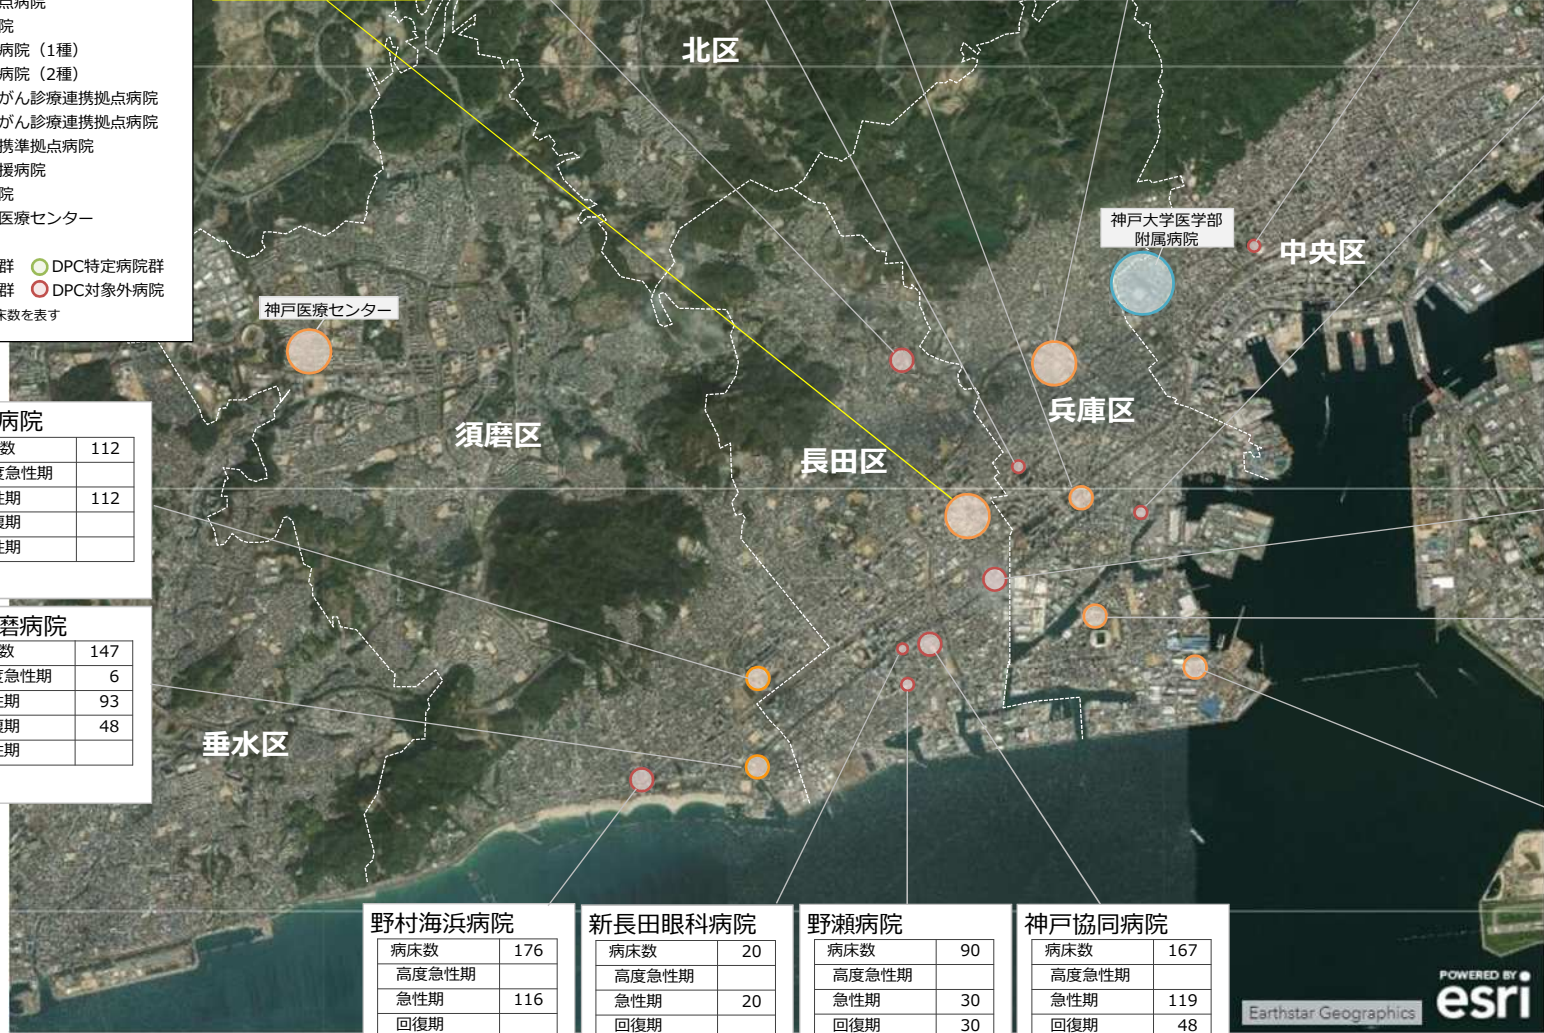 点病院
院
病院（1種）
病院（2種）
がん診療連携拠点病院
がん診療連携拠点病院
携準拠点病院
援病院
院
医療センター
群 DPC特定病院群
群 DPC対象外病院
床数を表す
北区
神戸大学医学部
附属病院
中央区
神戸医療センター
兵庫区
須磨区
長田区
垂水区
病院
数 112
度急性期
性期 112
復期
性期
磨病院
数 147
度急性期 6
性期 93
復期 48
性期
野村海浜病院
病床数 176
高度急性期
急性期 116
回復期
新長田眼科病院
病床数 20
高度急性期
急性期 20
回復期
野瀬病院
病床数 90
高度急性期
急性期 30
回復期 30
神戸協同病院
病床数 167
高度急性期
急性期 119
回復期 48
Earthstar Geographics
POWERED BY
esri